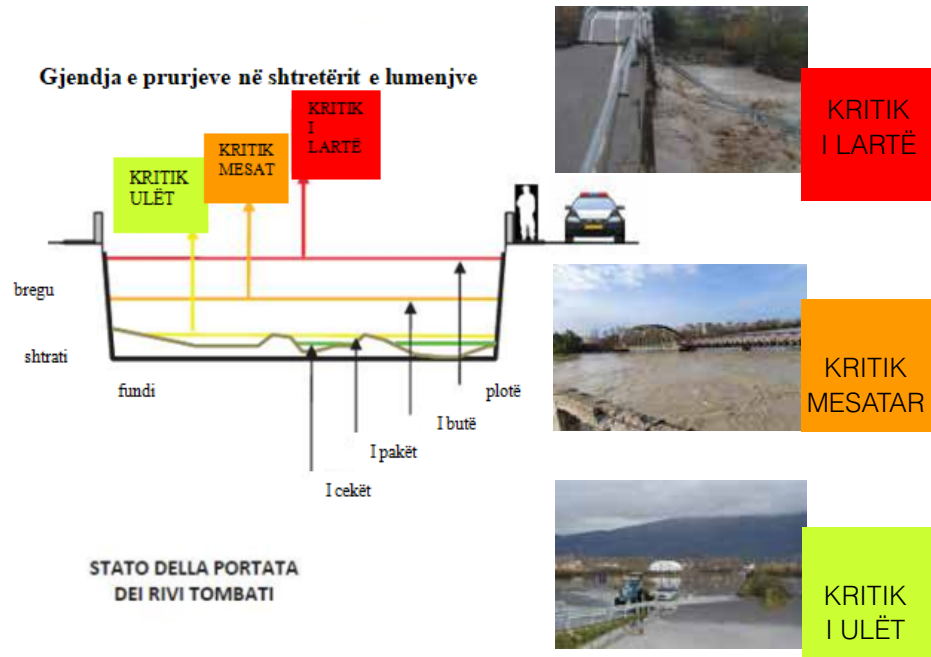 Gjendja e prurjeve në shtretërit e lumenjve
KRITIK
I
LARTË
KRITIK
MESAT
KRITIK
ULËT
bregu
shtrati
fundi
plotë
I butë
I pakët
I cekët
STATO DELLA PORTATA
DEI RIVI TOMBATI
KRITIK
I LARTË
KRITIK
MESATAR
KRITIK
I ULËT